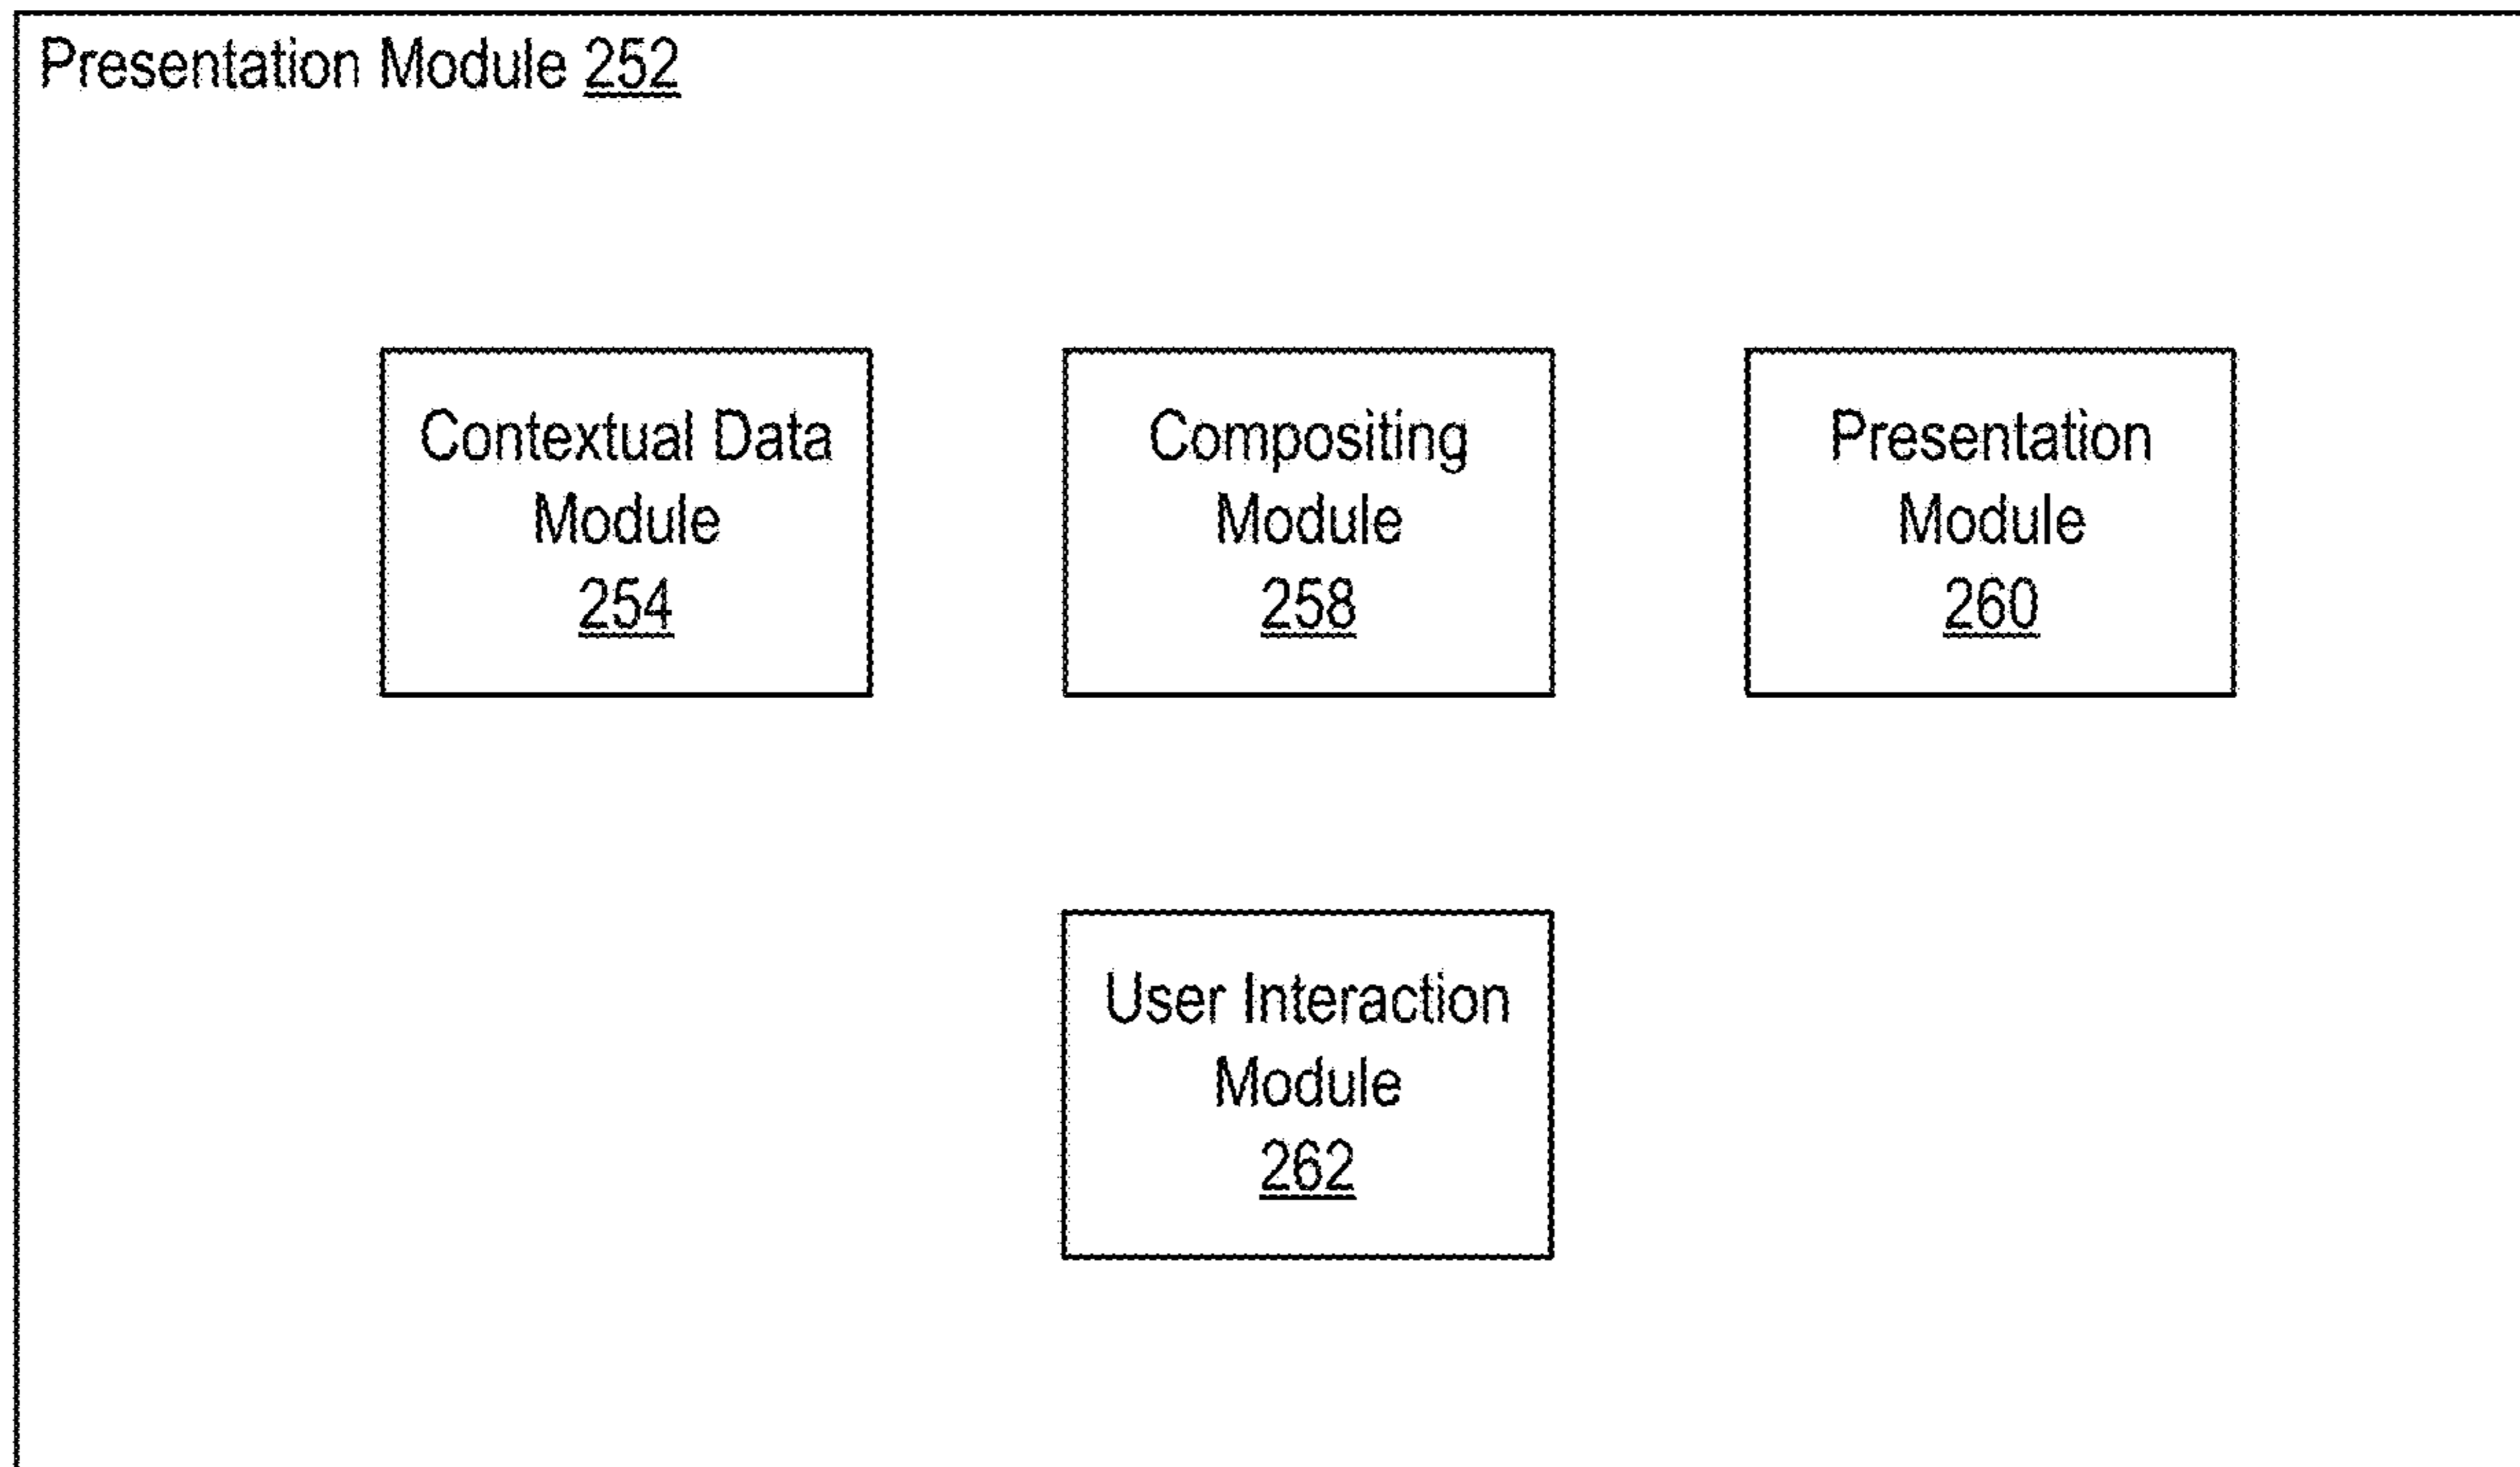 Presentation Module 252
Contextual Data
Module
254
Compositing
Module
258
Presentation
Module
260
User Interaction
Module
262